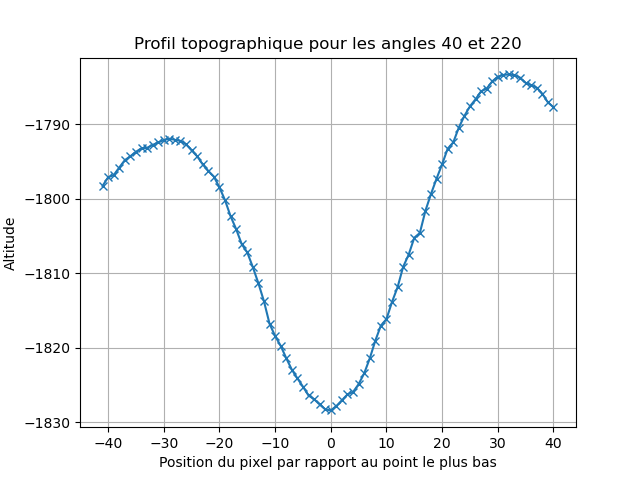 Profil topographique pour les angles 40 et 220
Altitude
−1790
−1800
−1810
−1820
−1830
−40 −30 −20 −10 0 10 20 30 40
Position du pixel par rapport au point le plus bas